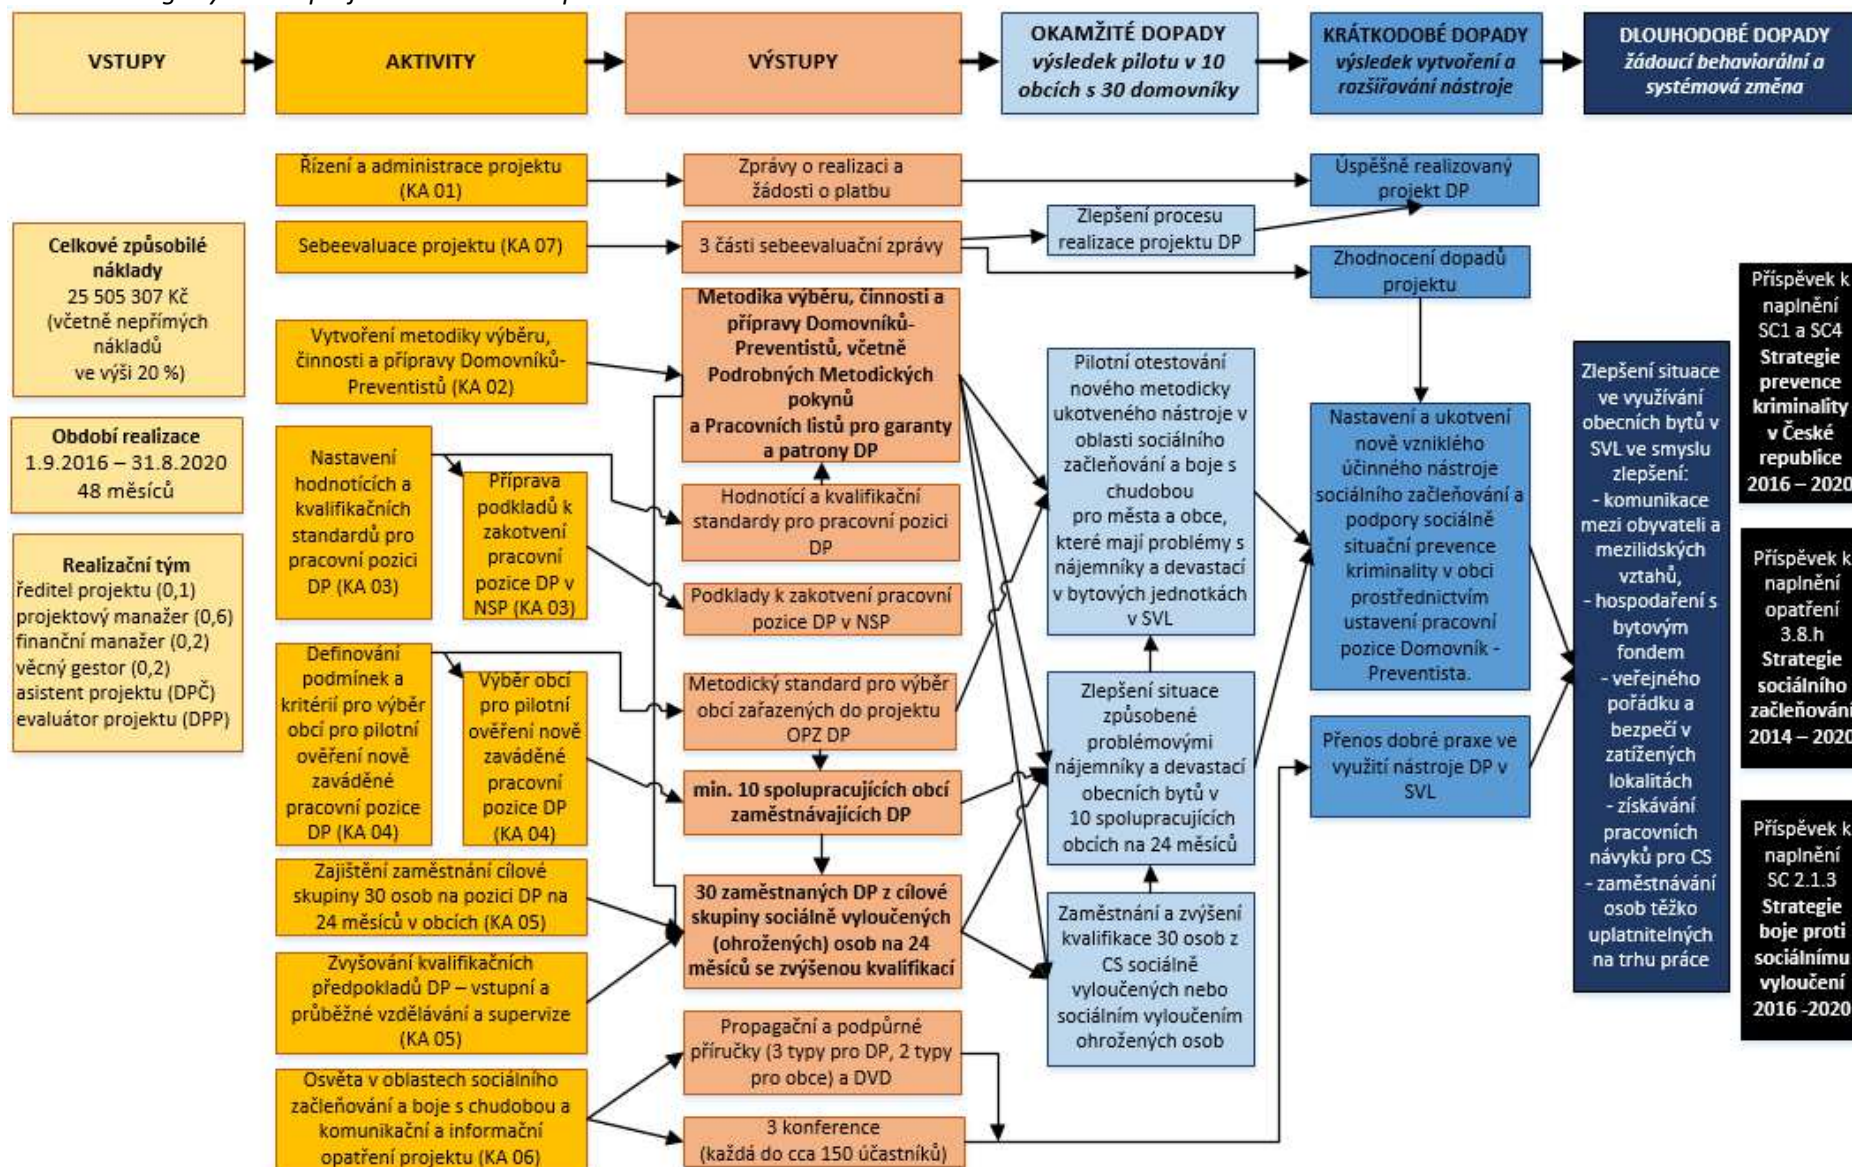 VSTUPY
AKTIVITY
VÝSTUPY
OKAMŽITÉ DOPADY
výsledek pilotu v 10
obcích s 30 domovníky
KRÁTKODOBÉ DOPADY
výsledek vytvoření a
rozšiřování nástroje
DLOUHODOBÉ DOPADY
žádoucí behaviorální a
systémová změna
Celkové způsobilé
náklady
25 505 307 Kč
(včetně nepřímých
nákladů
ve výši 20 %)
Období realizace
1.9.2016 – 31.8.2020
48 měsíců
Realizační tým
ředitel projektu (0,1)
projektový manažer (0,6)
finanční manažer (0,2)
věcný gestor (0,2)
asistent projektu (DPČ)
evaluátor projektu (DPP)
Řízení a administrace projektu
(KA 01)
Sebeevaluace projektu (KA 07)
Vytvoření metodiky výběru,
činnosti a přípravy Domovníků-
Preventistů (KA 02)
Nastavení
hodnotících a
kvalifikačních
standardů pro
pracovní pozici
DP (KA 03)
Příprava
podkladů k
zakotvení
pracovní
pozice DP v
NSP (KA 03)
Definování
podmínek a
kritérií pro výběr
obcí pro pilotní
ověření nově
zaváděné
pracovní pozice
DP (KA 04)
Výběr obcí
pro pilotní
ověření nově
zaváděné
pracovní
pozice DP
(KA 04)
Zajištění zaměstnání cílové
skupiny 30 osob na pozici DP na
24 měsíců v obcích (KA 05)
Zvyšování kvalifikačních
předpokladů DP – vstupní a
průběžné vzdělávání a supervize
(KA 05)
Osvěta v oblastech sociálního
začleňování a boje s chudobou a
komunikační a informační
opatření projektu (KA 06)
Zprávy o realizaci a
žádosti o platbu
3 části sebeevaluační zprávy
Metodika výběru, činnosti a
přípravy Domovníků-
Preventistů, včetně
Podrobných Metodických
pokynů
a Pracovních listů pro garanty
a patrony DP
Hodnotící a kvalifikační
standardy pro pracovní pozici
DP
Podklady k zakotvení pracovní
pozice DP v NSP
Metodický standard pro výběr
obcí zařazených do projektu
OPZ DP
min. 10 spolupracujících obcí
zaměstnávajících DP
30 zaměstnaných DP z cílové
skupiny sociálně vyloučených
(ohrožených) osob na 24
měsíců se zvýšenou kvalifikací
Propagační a podpůrné
příručky (3 typy pro DP, 2 typy
pro obce) a DVD
3 konference
(každá do cca 150 účastníků)
Zlepšení procesu
realizace projektu DP
Pilotní otestování
nového metodicky
ukotveného nástroje v
oblasti sociálního
začleňování a boje s
chudobou
pro města a obce,
které mají problémy s
nájemníky a devastací
v bytových jednotkách
v SVL
Zlepšení situace
způsobené
problémovými
nájemníky a devastací
obecních bytů v
10 spolupracujících
obcích na 24 měsíců
Zaměstnání a zvýšení
kvalifikace 30 osob z
CS sociálně
vyloučených nebo
sociálním vyloučením
ohrožených osob
Úspěšně realizovaný
projekt DP
Zhodnocení dopadů
projektu
Nastavení a ukotvení
nově vzniklého
účinného nástroje
sociálního začleňování a
podpory sociálně
situační prevence
kriminality v obci
prostřednictvím
ustavení pracovní
pozice Domovník -
Preventista.
Přenos dobré praxe ve
využití nástroje DP v
SVL
Zlepšení situace
ve využívání
obecních bytů v
SVL ve smyslu
zlepšení:
- komunikace
mezi obyvateli a
mezilidských
vztahů,
- hospodaření s
bytovým
fondem
- veřejného
pořádku a
bezpečí v
zatížených
lokalitách
- získávání
pracovních
návyků pro CS
- zaměstnávání
osob těžko
uplatnitelných
na trhu práce
Příspěvek k
naplnění
SC1 a SC4
Strategie
prevence
kriminality
v České
republice
2016 – 2020
Příspěvek k
naplnění
opatření
3.8.h
Strategie
sociálního
začleňování
2014 – 2020
Příspěvek k
naplnění
SC 2.1.3
Strategie
boje proti
sociálnímu
vyloučení
2016 -2020